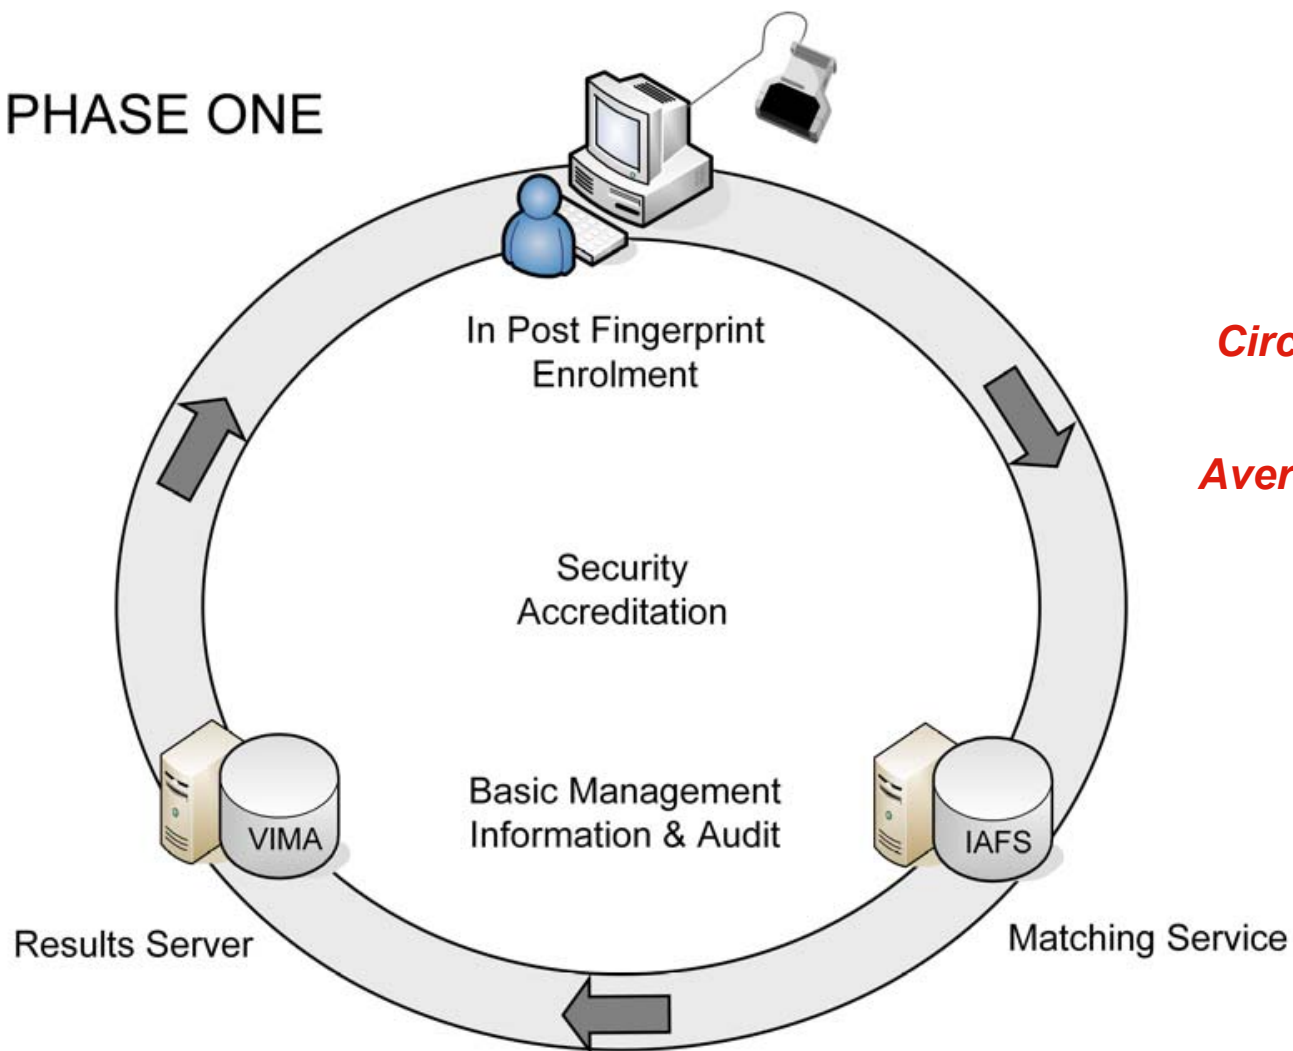 PHASE ONE
In Post Fingerprint
Enrolment
Security
Accreditation
Basic Management
Information & Audit
VIMA
IAFS
Results Server
Matching Service